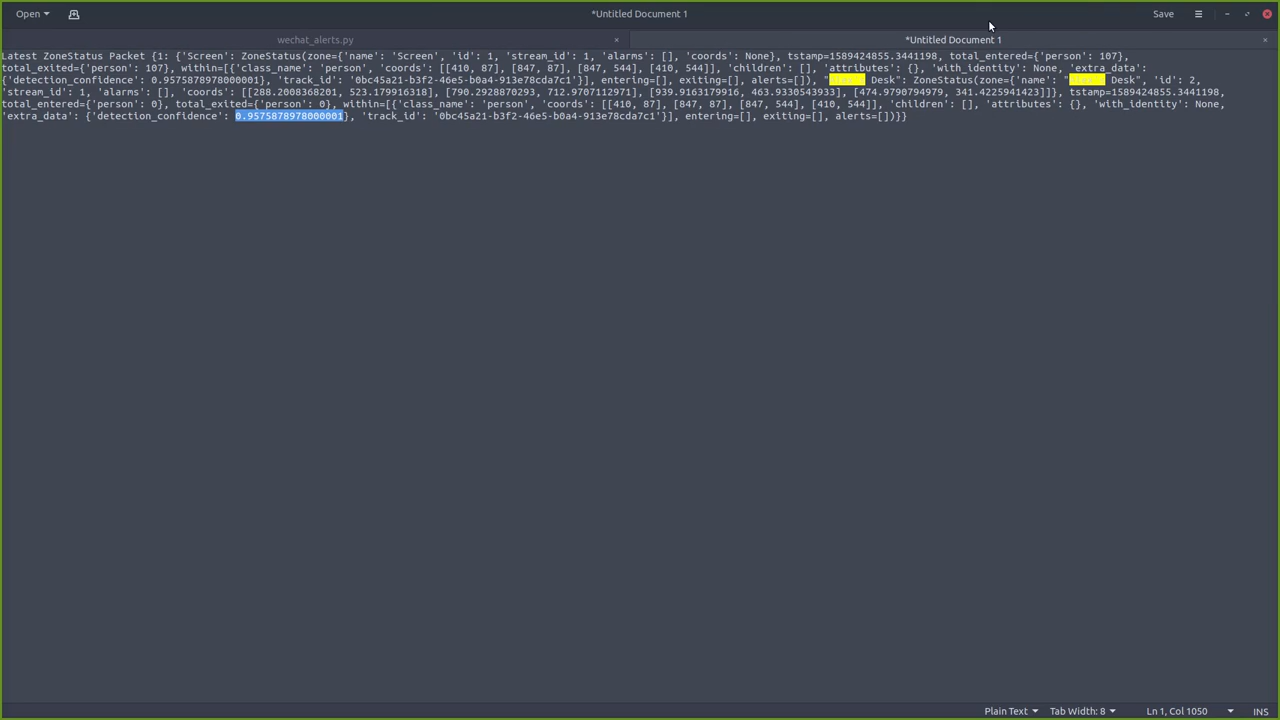 Open
*Untitled Document 1
Save
wechat_alerts.py
*Untitled Document 1
Latest ZoneStatus Packet {1: {'Screen': ZoneStatus(zone={'name': 'Screen', 'id': 1, 'stream_id': 1, 'alarms': [], 'coords': None}, tstamp=1589424855.3441198, total_entered={'person': 107},
total_exited={'person': 107}, within=[{'class_name': 'person', 'coords': [[410, 87], [847, 87], [847, 544], [410, 544]], 'children': [], 'attributes': {}, 'with_identity': None, 'extra_data':
{'detection_confidence': 0.9575878978000001}, 'track_id': '0bc45a21-b3f2-46e5-b0a4-913e78cda7c1'}], entering=[], exiting=[], alerts=[]), " Desk": ZoneStatus(zone={'name': " Desk", 'id': 2,
'stream_id': 1, 'alarms': [], 'coords': [[288.2008368201, 523.179916318], [790.2928870293, 712.9707112971], [939.9163179916, 463.9330543933], [474.9790794979, 341.4225941423]]}, tstamp=1589424855.3441198,
total_entered={'person': 0}, total_exited={'person': 0}, within=[{'class_name': 'person', 'coords': [[410, 87], [847, 87], [847, 544], [410, 544]], 'children': [], 'attributes': {}, 'with_identity': None,
'extra_data': {'detection_confidence': 0.9575878978000001}, 'track_id': '0bc45a21-b3f2-46e5-b0a4-913e78cda7c1'}], entering=[], exiting=[], alerts=[])}}
Plain Text
Tab Width: 8
Ln 1, Col 1050
INS